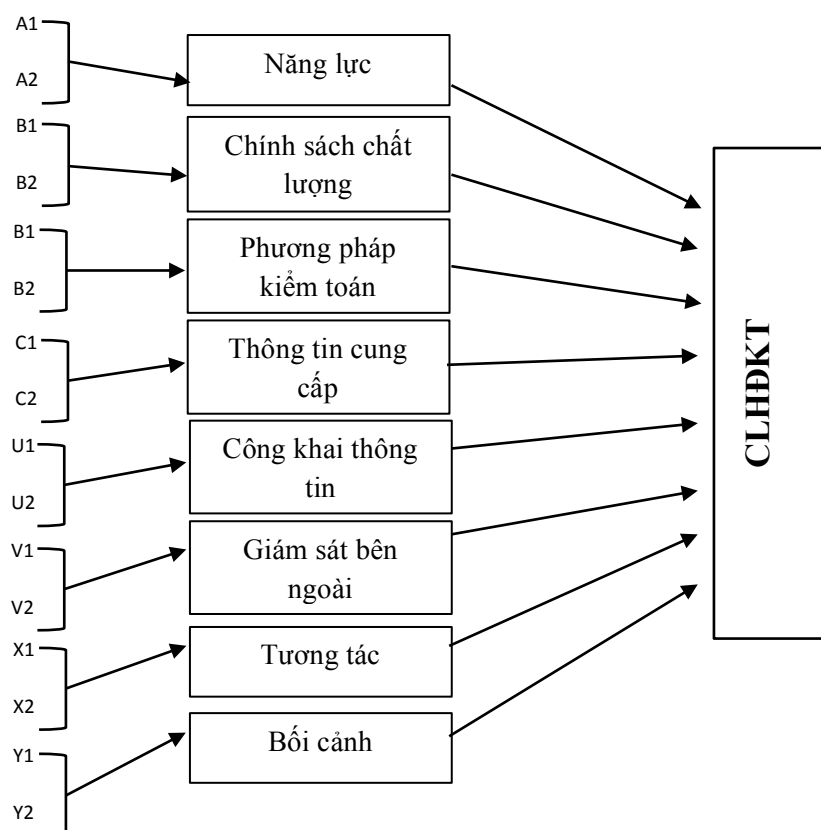 A1
A2
Năng lực
B1
B2
Chính sách chất
lượng
B1
B2
Phương pháp
kiểm toán
C1
C2
Thông tin cung
cấp
U1
U2
Công khai thông
tin
V1
V2
Giám sát bên
ngoài
X1
X2
Tương tác
Y1
Y2
Bối cảnh
CLHĐKT